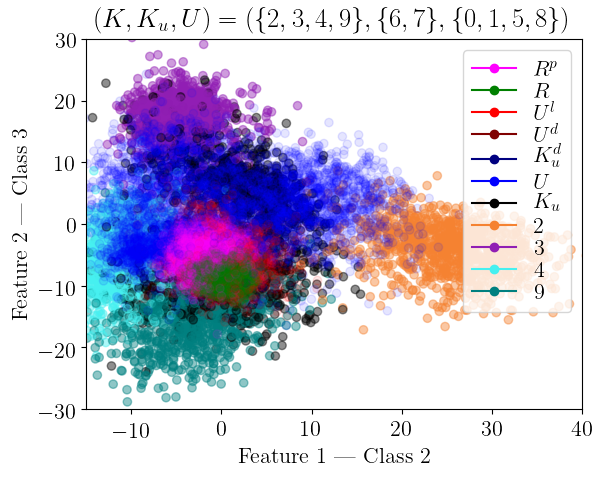 (K, K_u, U) = ({2, 3, 4, 9}, {6, 7}, {0, 1, 5, 8})
30
20
10
0
−10
−20
−30
Feature 2 — Class 3
R^p
R
U^l
U^d
K_u^d
U
K_u
2
3
4
9
−10
0
10
20
30
40
Feature 1 — Class 2